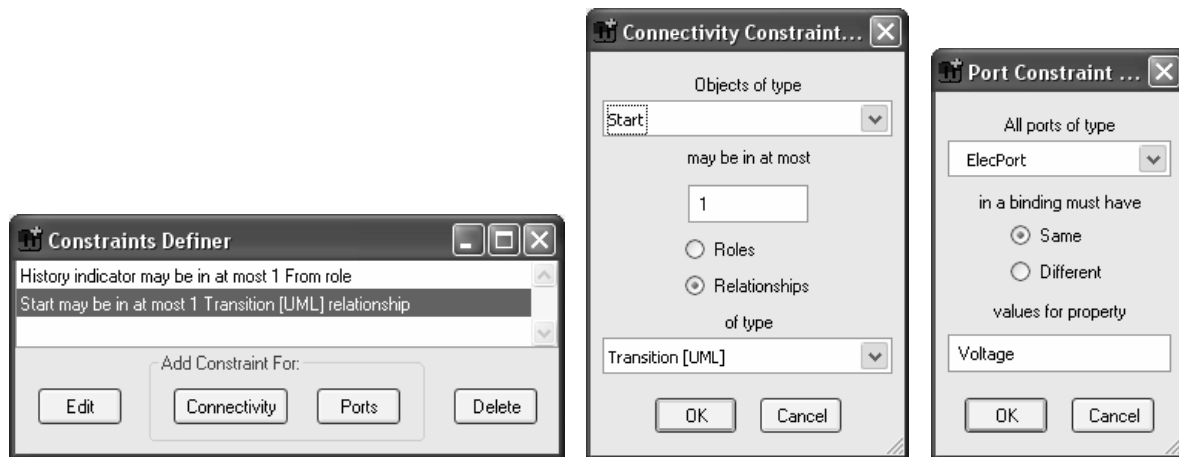 Constraints Definer
History indicator may be in at most 1 From role
Start may be in at most 1 Transition [UML] relationship
Add Constraint For:
Edit
Connectivity
Ports
Delete
Connectivity Constraint...
Objects of type
Start
may be in at most
1
Roles
Relationships
of type
Transition [UML]
OK
Cancel
Port Constraint ...
All ports of type
ElecPort
in a binding must have
Same
Different
values for property
Voltage
OK
Cancel